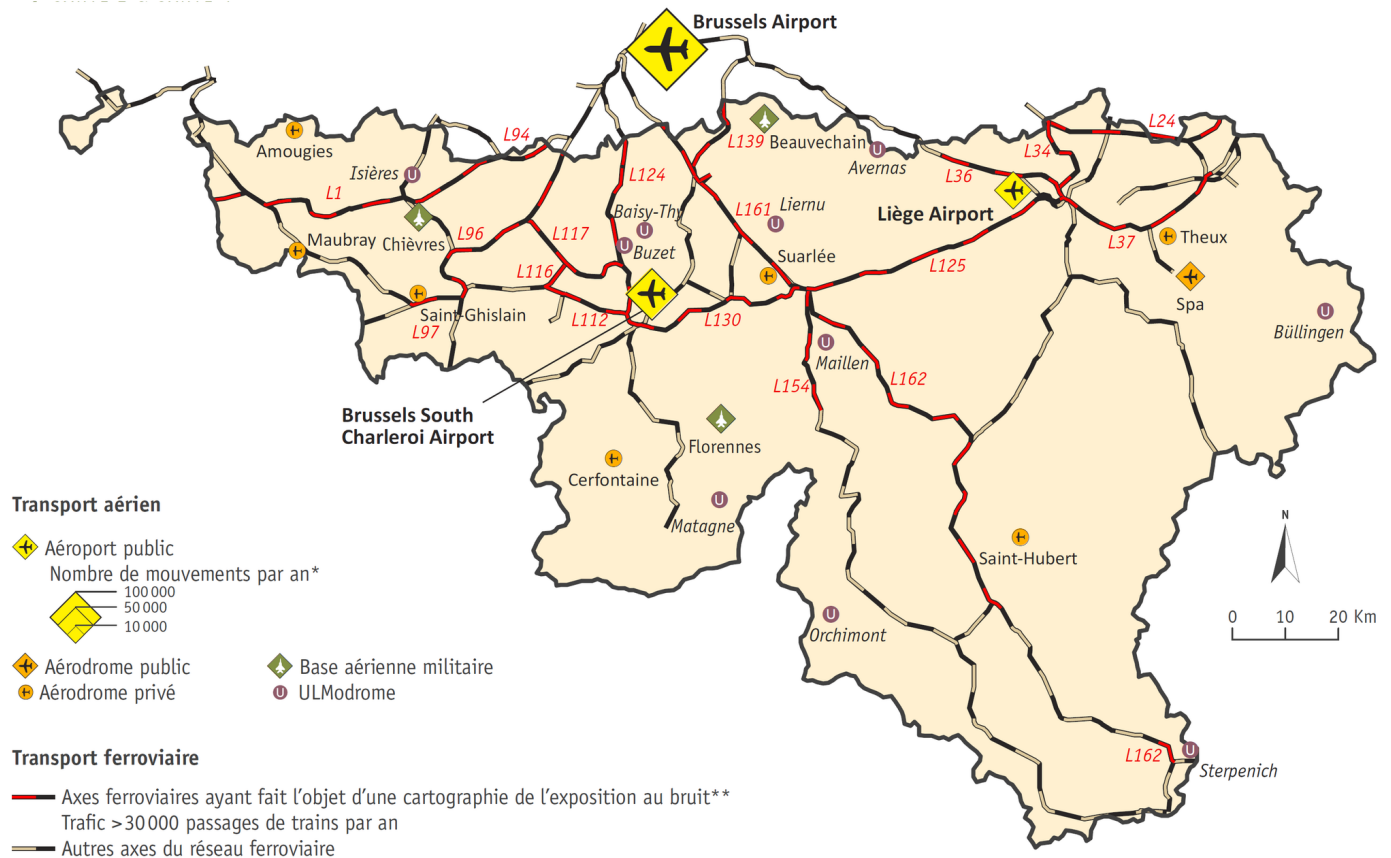 Brussels Airport
L94
L24
Amougies
L139
Beauvechain
L34
Isières
L124
Avernas
L36
L1
Baisy-Thy
L161
Liernu
Liège Airport
Maubray
Chièvres
L96
L117
Buzet
Suarlée
L37
Theux
L116
L125
Saint-Ghislain
L97
L112
L130
Spa
Büllingen
Maillen
L154
L162
Brussels South
Charleroi Airport
Florennes
Cerfontaine
Matagne
Saint-Hubert
Orchimont
L162
Sterpenich
N
0 10 20 Km
Transport aérien
Aéroport public
Nombre de mouvements par an*
100 000
50 000
10 000
Aérodrome public
Base aérienne militaire
Aérodrome privé
U ULModrome
Transport ferroviaire
Axes ferroviaires ayant fait l’objet d’une cartographie de l’exposition au bruit**
Trafic > 30 000 passages de trains par an
Autres axes du réseau ferroviaire